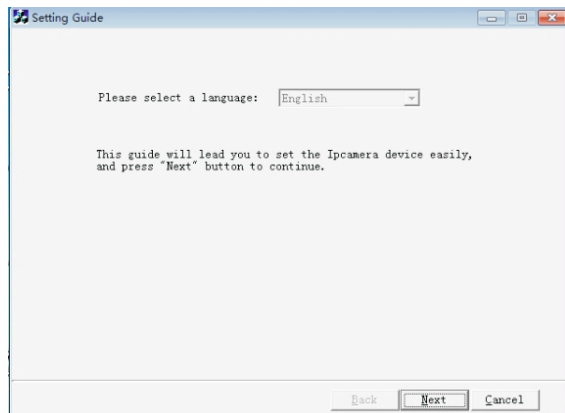 Setting Guide
Please select a language: English
This guide will lead you to set the Ipcamera device easily,
and press "Next" button to continue.
Back Next Cancel